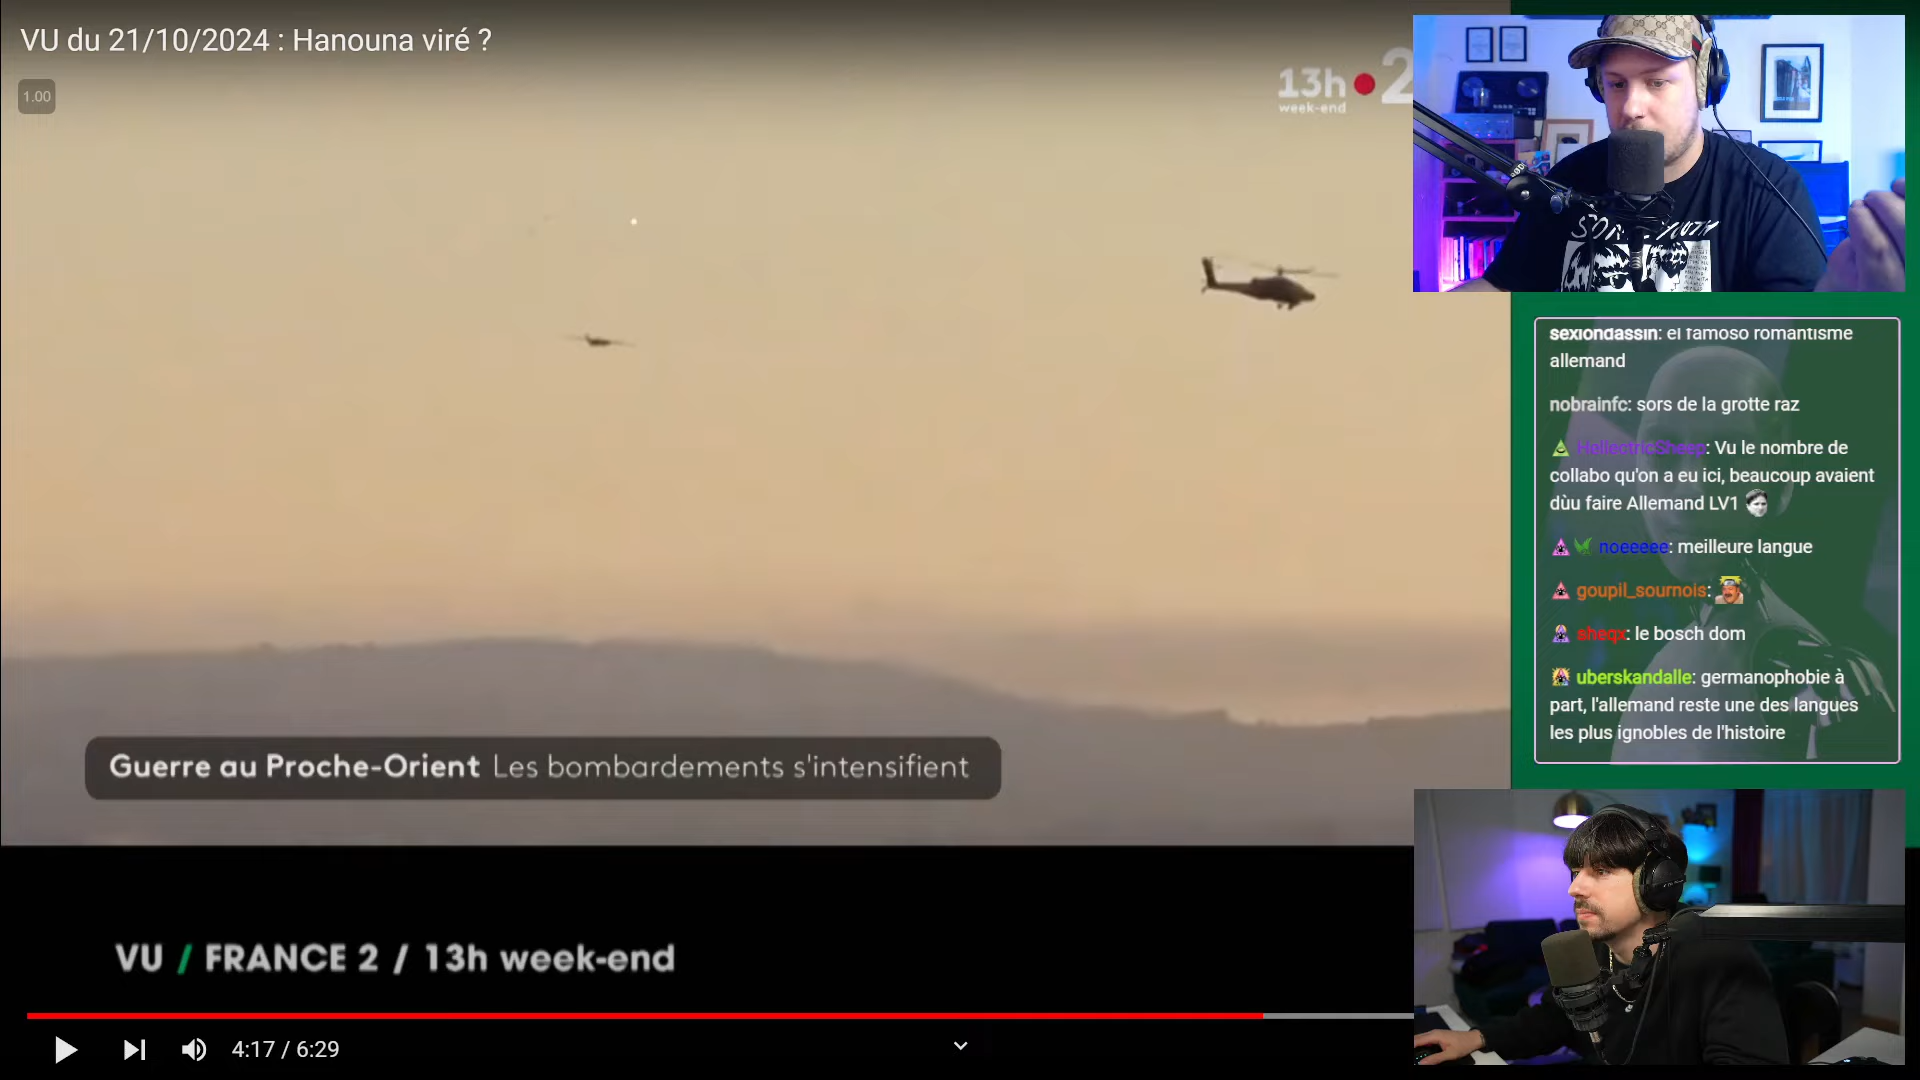 VU du 21/10/2024 : Hanouna viré ?
1.00
13h 2
week-end
sexiondassin: el famoso romantisme
allemand
nobrainfc: sors de la grotte raz
HellectricSheep: Vu le nombre de
collabo qu'on a eu ici, beaucoup avaient
dùu faire Allemand LV1
noeeeee: meilleure langue
goupil_sournois:
sheqx: le bosch dom
uberskandalle: germanophobie à
part, l'allemand reste une des langues
les plus ignobles de l'histoire
Guerre au Proche-Orient Les bombardements s'intensifient
VU / FRANCE 2 / 13h week-end
4:17 / 6:29